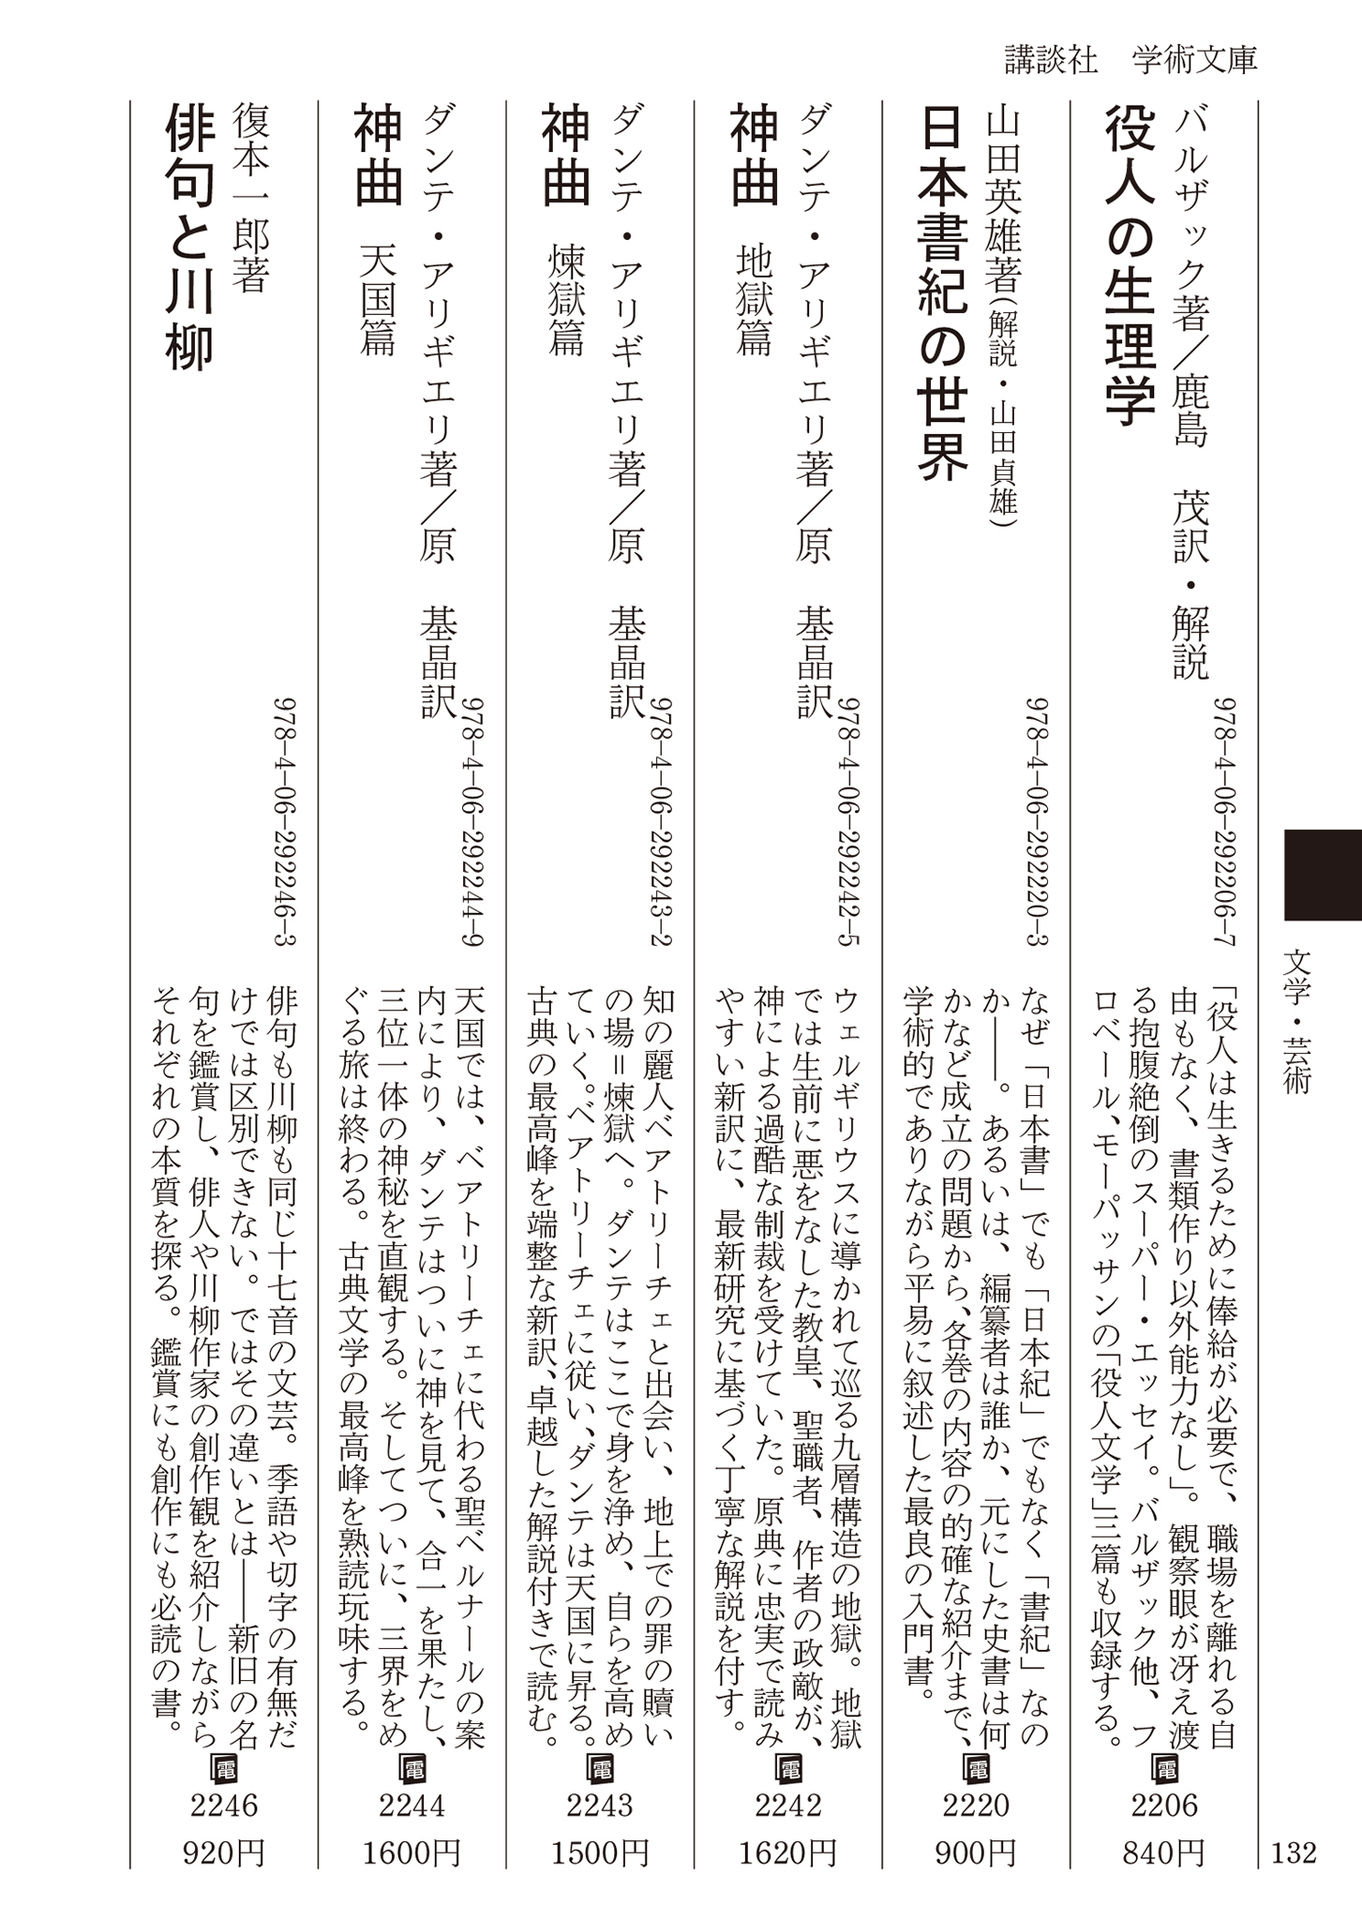 講談社　学術文庫
バルザック著／鹿島　茂訳・解説
役人の生理学
978-4-06-292206-7
「役人は生きるために俸給が必要で、職場を離れる自
由もなく、書類作り以外能力なし」。観察眼が冴え渡
る抱腹絶倒のスーパー・エッセイ。バルザック他、フ
ロベール、モーパッサンの「役人文学」三篇も収録する。
電
2206
840円
山田英雄著（解説・山田貞雄）
日本書紀の世界
978-4-06-292220-3
なぜ「日本書」でも「日本紀」でもなく「書紀」なの
か――。あるいは、編纂者は誰か、元にした史書は何
かなど成立の問題から、各巻の内容の的確な紹介まで、
学術的でありながら平易に叙述した最良の入門書。
電
2220
900円
ダンテ・アリギエリ著／原　基晶訳
神曲　地獄篇
978-4-06-292242-5
ウェルギリウスに導かれて巡る九層構造の地獄。地獄
では生前に悪をなした教皇、聖職者、作者の政敵が、
神による過酷な制裁を受けていた。原典に忠実で読み
やすい新訳に、最新研究に基づく丁寧な解説を付す。
電
2242
1620円
ダンテ・アリギエリ著／原　基晶訳
神曲　煉獄篇
978-4-06-292243-2
知の麗人ベアトリーチェと出会い、地上での罪の贖い
の場＝煉獄へ。ダンテはここで身を浄め、自らを高め
ていく。ベアトリーチェに従い、ダンテは天国に昇る。
古典の最高峰を端整な新訳、卓越した解説付きで読む。
電
2243
1500円
ダンテ・アリギエリ著／原　基晶訳
神曲　天国篇
978-4-06-292244-9
天国では、ベアトリーチェに代わる聖ベルナールの案
内により、ダンテはついに神を見て、合一を果たし、
三位一体の神秘を直観する。そしてついに、三界をめ
ぐる旅は終わる。古典文学の最高峰を熟読玩味する。
電
2244
1600円
復本一郎著
俳句と川柳
978-4-06-292246-3
俳句も川柳も同じ十七音の文芸。季語や切字の有無だ
けでは区別できない。ではその違いとは――新旧の名
句を鑑賞し、俳人や川柳作家の創作観を紹介しながら
それぞれの本質を探る。鑑賞にも創作にも必読の書。
電
2246
920円
文学・芸術
132